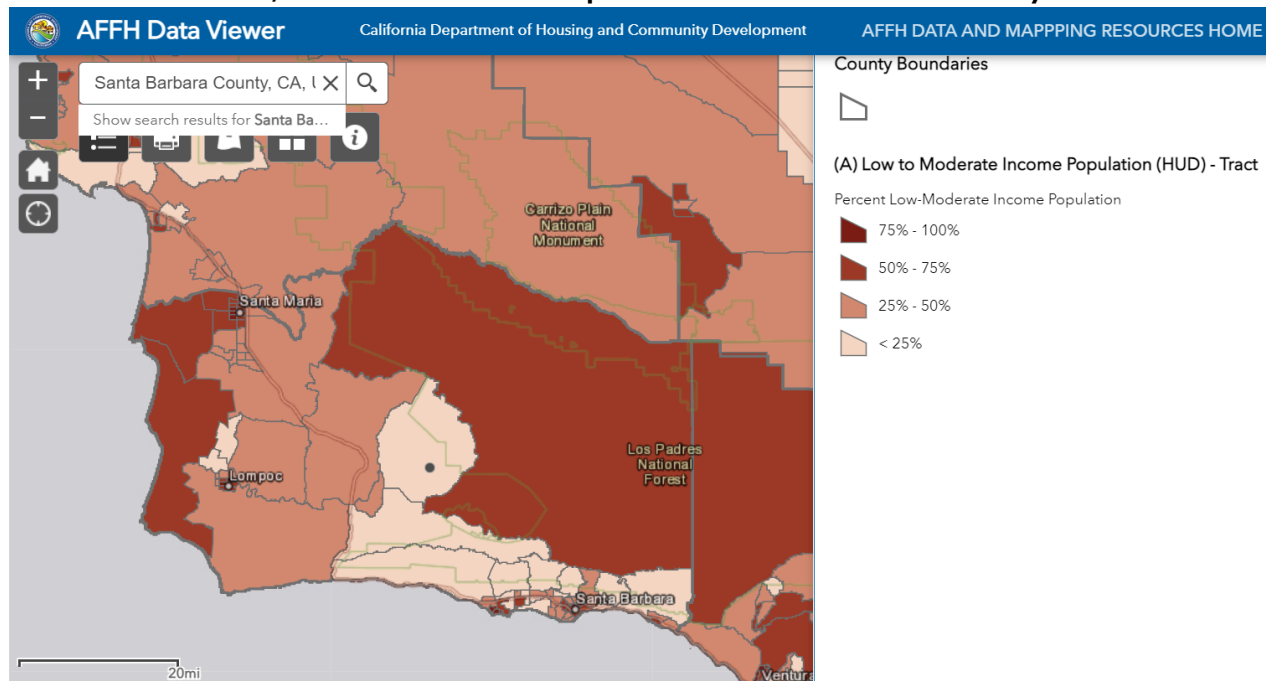 AFFH Data Viewer
California Department of Housing and Community Development
AFFH DATA AND MAPPPING RESOURCES HOME
+
Santa Barbara County, CA, U
−
Show search results for Santa Ba...
i
County Boundaries
(A) Low to Moderate Income Population (HUD) - Tract
Percent Low-Moderate Income Population
75% - 100%
50% - 75%
25% - 50%
< 25%
Carrizo Plain
National
Monument
Santa Maria
Los Padres
National
Forest
Lompoc
Santa Barbara
20mi
Ventura